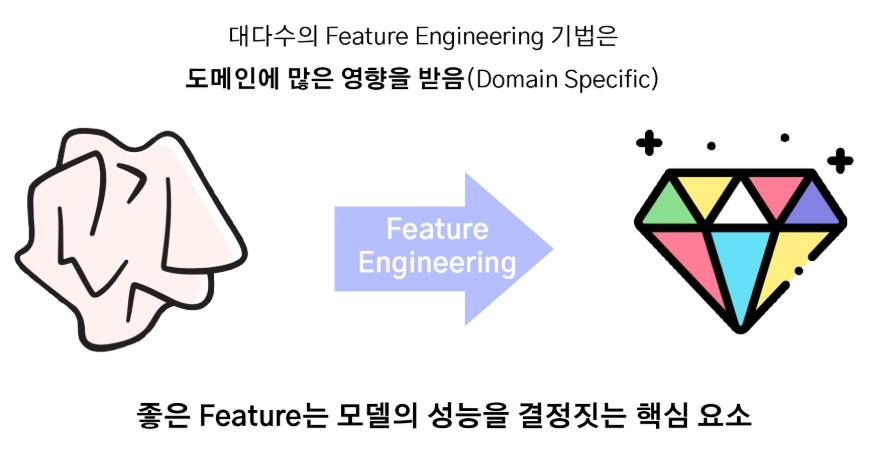 대다수의 Feature Engineering 기법은
도메인에 많은 영향을 받음(Domain Specific)
Feature
Engineering
좋은 Feature는 모델의 성능을 결정짓는 핵심 요소